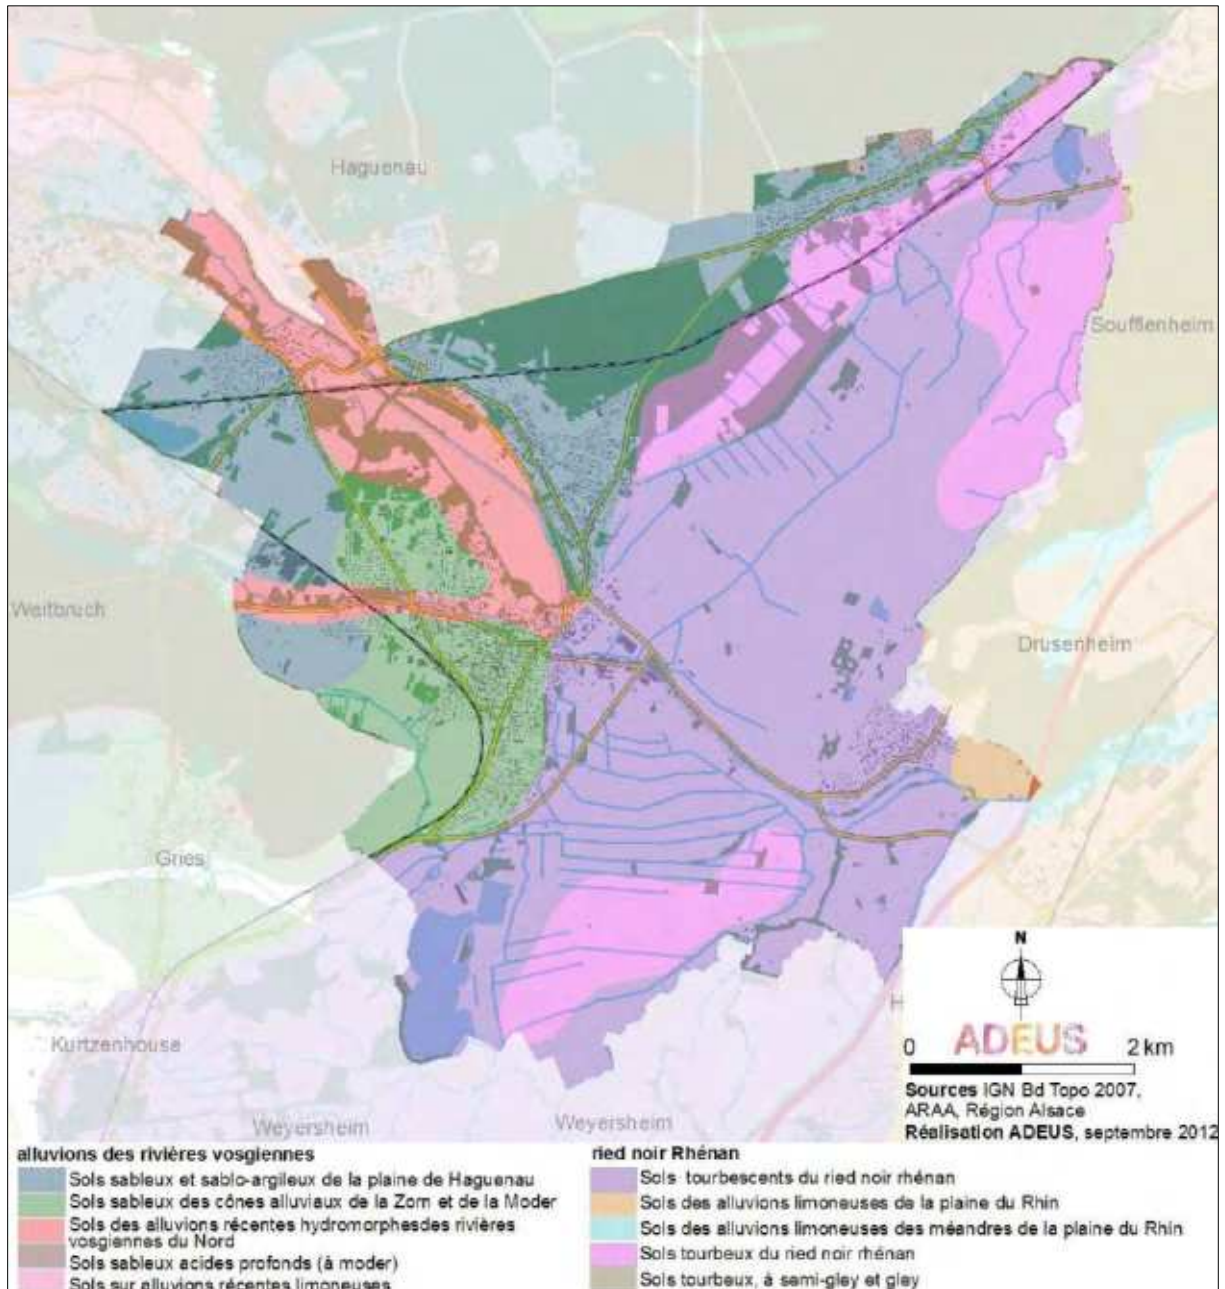 Haguenau
Soufflenheim
Weitbruch
Drusenheim
Gries
Kurtzenhouse
Weyersheim
Weyersheim
H
N
ADEUS
0 2 km
Sources IGN Bd Topo 2007,
ARAA, Région Alsace
Réalisation ADEUS, septembre 2012
alluvions des rivières vosgiennes
Sols sableux et sablo-argileux de la plaine de Haguenau
Sols sableux des cônes alluviaux de la Zorn et de la Moder
Sols des alluvions récentes hydromorphesdes rivières
vosgiennes du Nord
Sols sableux acides profonds (à moder)
Sols sur alluvions récentes limoneuses
ried noir Rhénan
Sols tourbescents du ried noir rhénan
Sols des alluvions limoneuses de la plaine du Rhin
Sols des alluvions limoneuses des méandres de la plaine du Rhin
Sols tourbeux du ried noir rhénan
Sols tourbeux, à semi-gley et gley